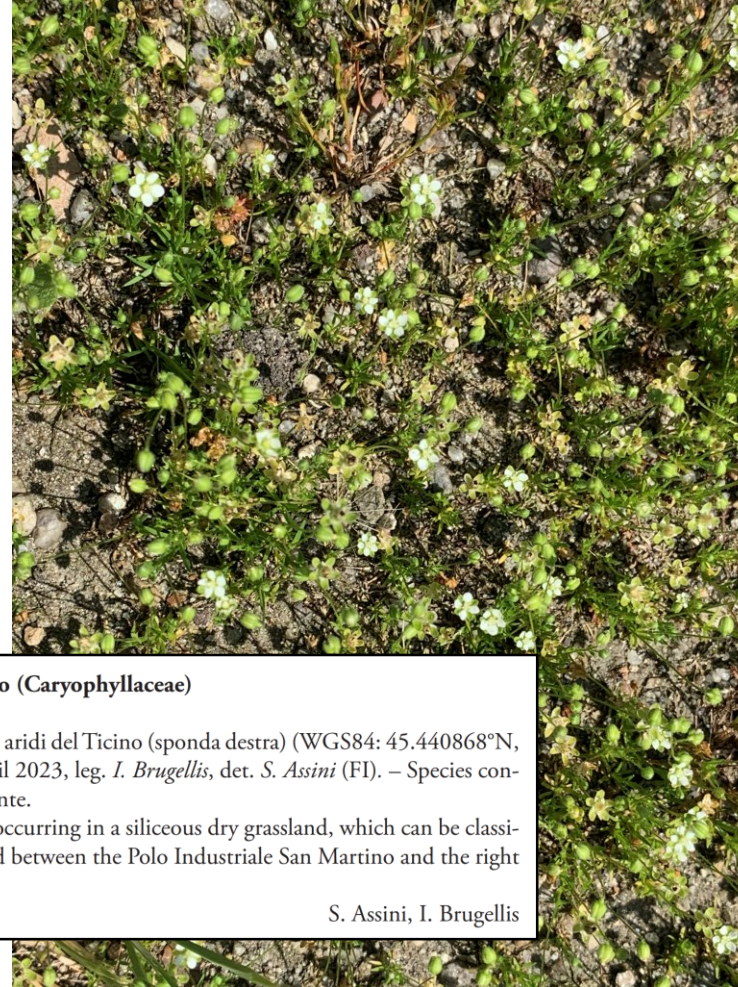 o (Caryophyllaceae)
aridi del Ticino (sponda destra) (WGS84: 45.440868°N,
il 2023, leg. I. Brugellis, det. S. Assini (FI). – Species con-
nte.
occurring in a siliceous dry grassland, which can be classi-
d between the Polo Industriale San Martino and the right
S. Assini, I. Brugellis